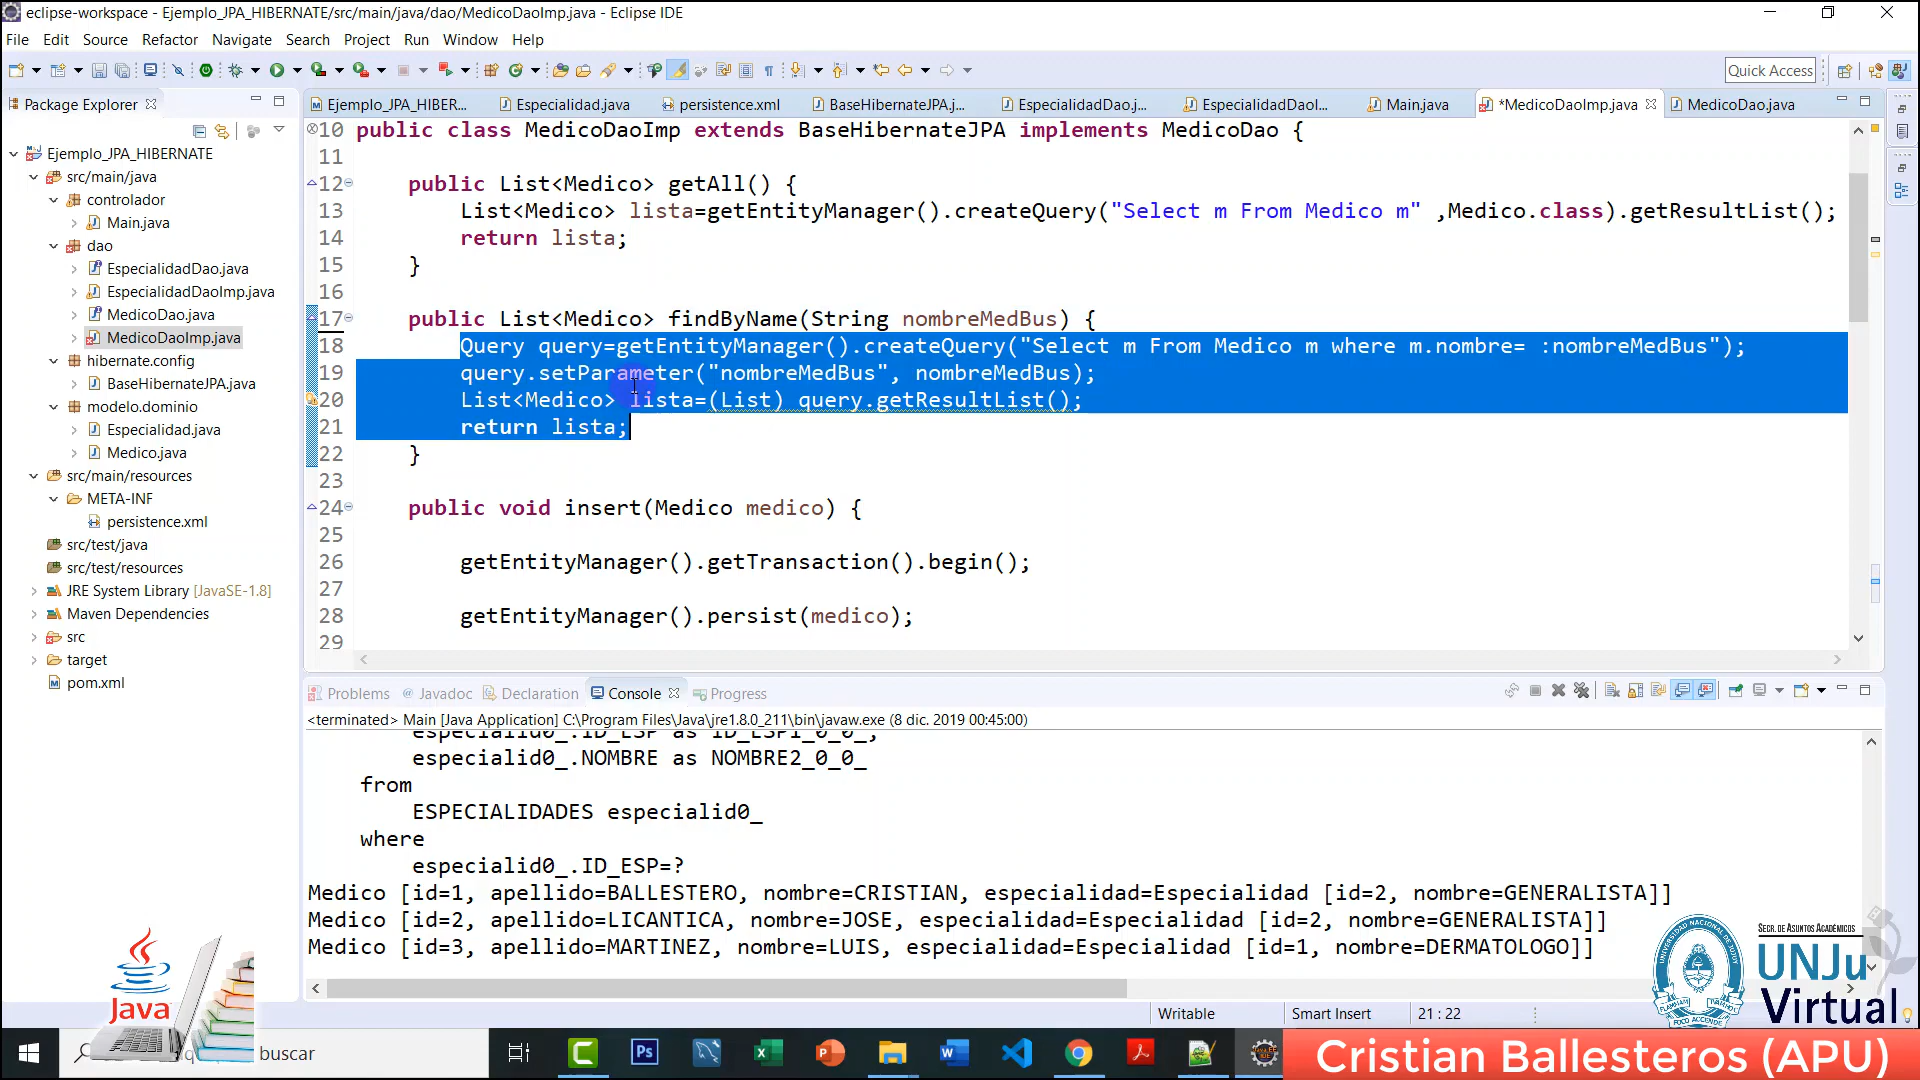 eclipse-workspace - Ejemplo_JPA_HIBERNATE/src/main/java/dao/MedicoDaoImp.java - Eclipse IDE
File Edit Source Refactor Navigate Search Project Run Window Help
Quick Access
Package Explorer
Ejemplo_JPA_HIBERNATE
src/main/java
controlador
Main.java
dao
EspecialidadDao.java
EspecialidadDaoImp.java
MedicoDao.java
MedicoDaoImp.java
hibernate.config
BaseHibernateJPA.java
modelo.dominio
Especialidad.java
Medico.java
src/main/resources
META-INF
persistence.xml
src/test/java
src/test/resources
JRE System Library [JavaSE-1.8]
Maven Dependencies
src
target
pom.xml
Ejemplo_JPA_HIBER... Especialidad.java persistence.xml BaseHibernateJPA.j... EspecialidadDao.j... EspecialidadDaoI... Main.java *MedicoDaoImp.java MedicoDao.java
10 public class MedicoDaoImp extends BaseHibernateJPA implements MedicoDao {
11
12 public List<Medico> getAll() {
13 List<Medico> lista=getEntityManager().createQuery("Select m From Medico m" ,Medico.class).getResultList();
14 return lista;
15 }
16
17 public List<Medico> findByName(String nombreMedBus) {
18 Query query=getEntityManager().createQuery("Select m From Medico m where m.nombre= :nombreMedBus");
19 query.setParameter("nombreMedBus", nombreMedBus);
20 List<Medico> lista=(List) query.getResultList();
21 return lista;
22 }
23
24 public void insert(Medico medico) {
25
26 getEntityManager().getTransaction().begin();
27
28 getEntityManager().persist(medico);
29
Problems Javadoc Declaration Console Progress
<terminated> Main [Java Application] C:\Program Files\Java\jre1.8.0_211\bin\javaw.exe (8 dic. 2019 00:45:00)
especialid0_.ID_ESP as ID_ESP1_0_0_,
especialid0_.NOMBRE as NOMBRE2_0_0_
from
ESPECIALIDADES especialid0_
where
especialid0_.ID_ESP=?
Medico [id=1, apellido=BALLESTERO, nombre=CRISTIAN, especialidad=Especialidad [id=2, nombre=GENERALISTA]]
Medico [id=2, apellido=LICANTICA, nombre=JOSE, especialidad=Especialidad [id=2, nombre=GENERALISTA]]
Medico [id=3, apellido=MARTINEZ, nombre=LUIS, especialidad=Especialidad [id=1, nombre=DERMATOLOGO]]
Writable Smart Insert 21 : 22
Java
SECR. DE ASUNTOS ACADÉMICOS
UNJu
Virtual
buscar
Cristian Ballesteros (APU)